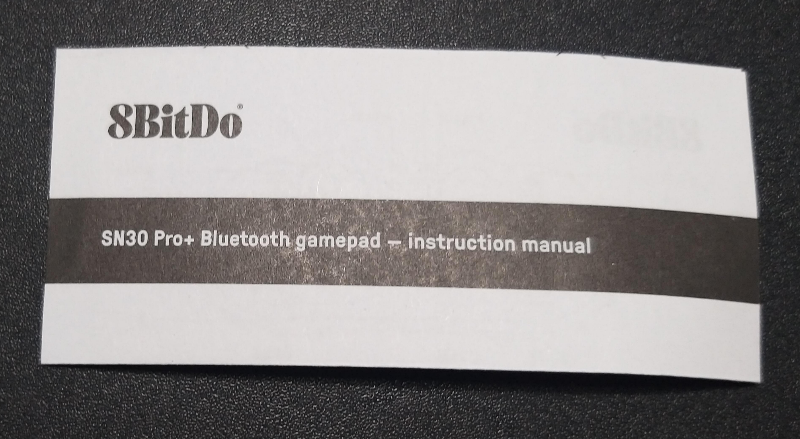 8BitDo®
SN30 Pro+ Bluetooth gamepad – instruction manual